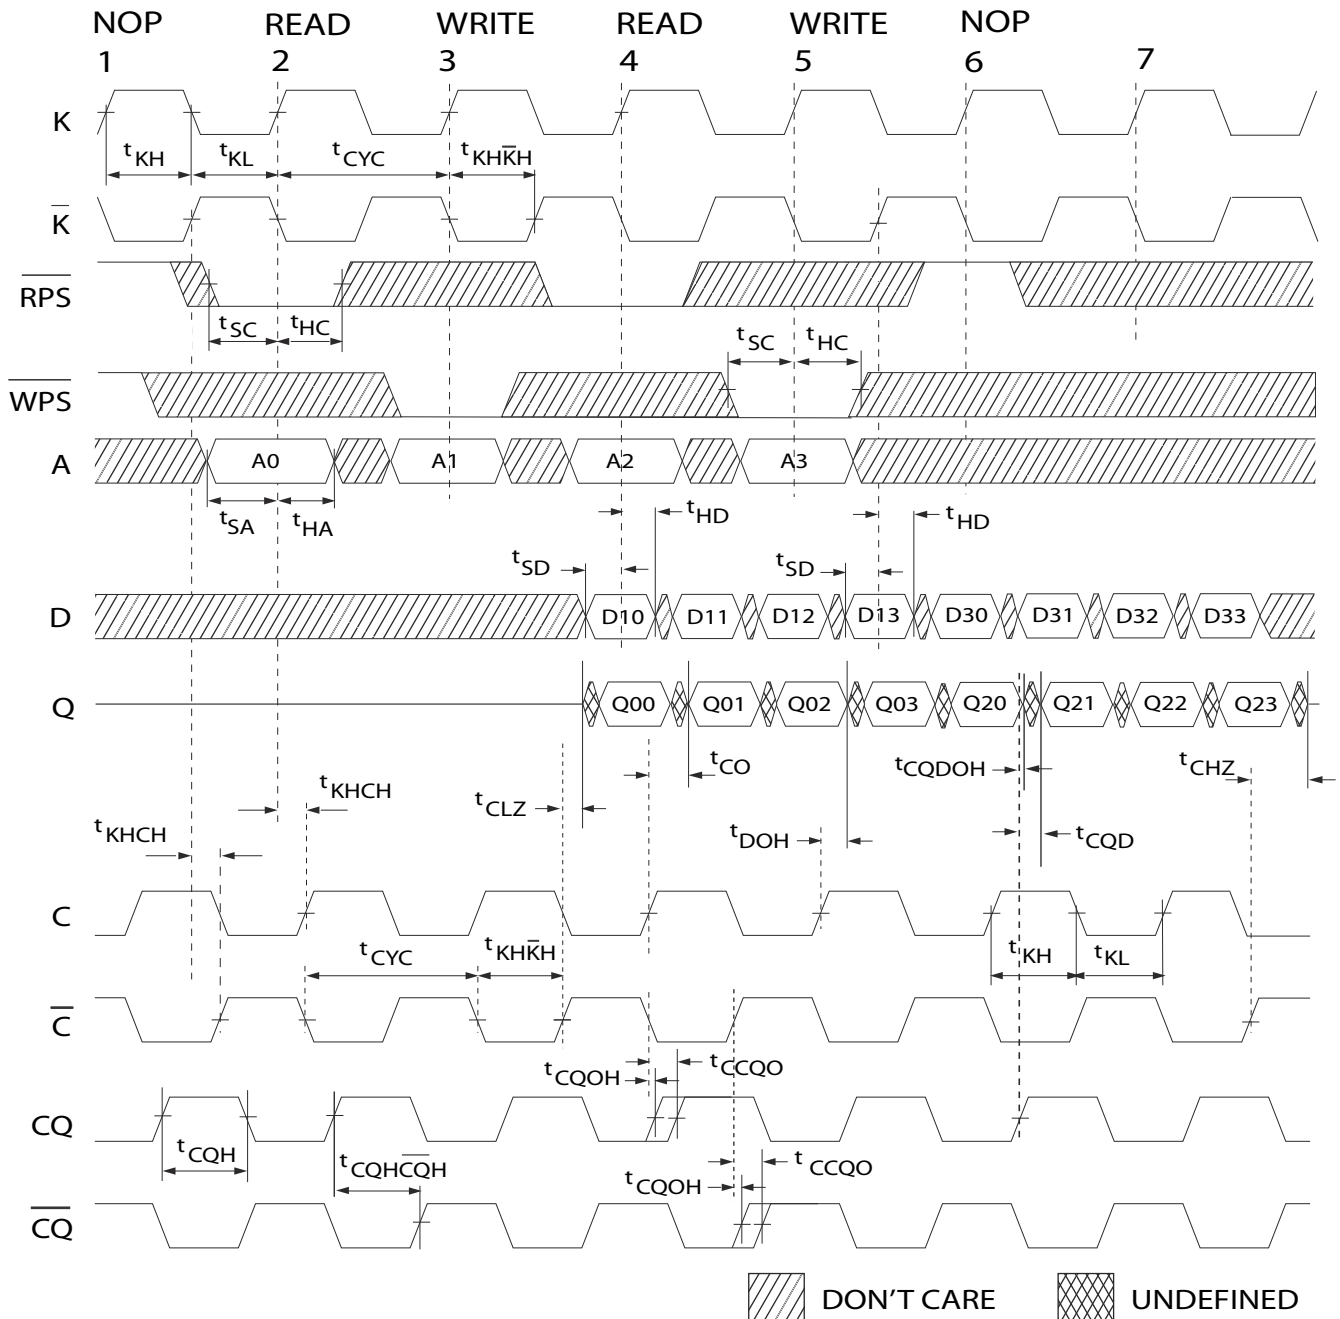 NOP READ WRITE READ WRITE NOP
1 2 3 4 5 6 7
K
tKH tKL tCYC tKHK̅H
K̅
R̅P̅S̅
tSC tHC tSC tHC
W̅P̅S̅
A A0 A1 A2 A3
tSA tHA tHD tHD
tSD tSD
D D10 D11 D12 D13 D30 D31 D32 D33
Q Q00 Q01 Q02 Q03 Q20 Q21 Q22 Q23
tKHCH tCLZ tCO tCQDOH tCHZ
tKHCH tDOH tCQD
C
tCYC tKHK̅H tKH tKL
C̅
tCQOH tCCQO
CQ
tCQH tCQHC̅Q̅H tCQOH tCCQO
C̅Q̅
DON'T CARE UNDEFINED